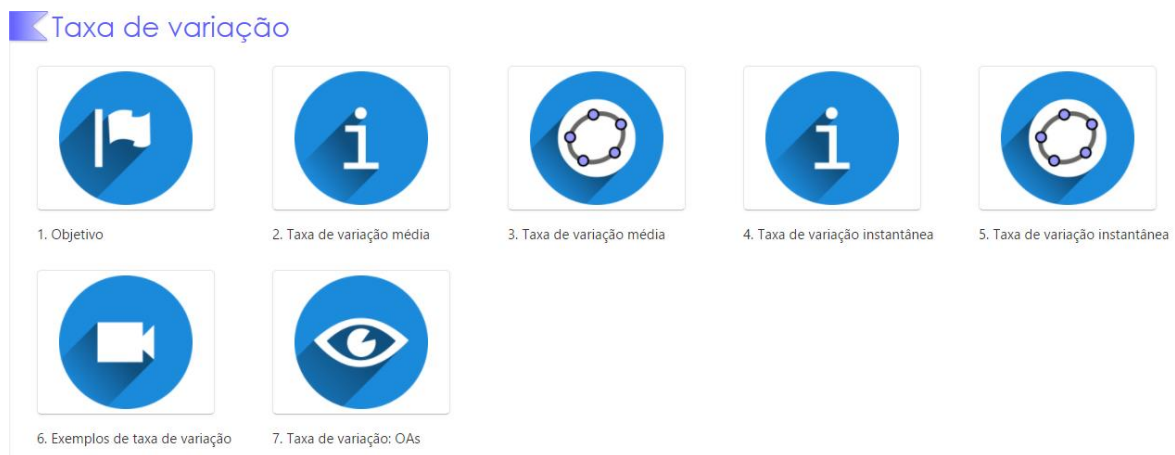 Taxa de variação
1. Objetivo
2. Taxa de variação média
3. Taxa de variação média
4. Taxa de variação instantânea
5. Taxa de variação instantânea
6. Exemplos de taxa de variação
7. Taxa de variação: OAs